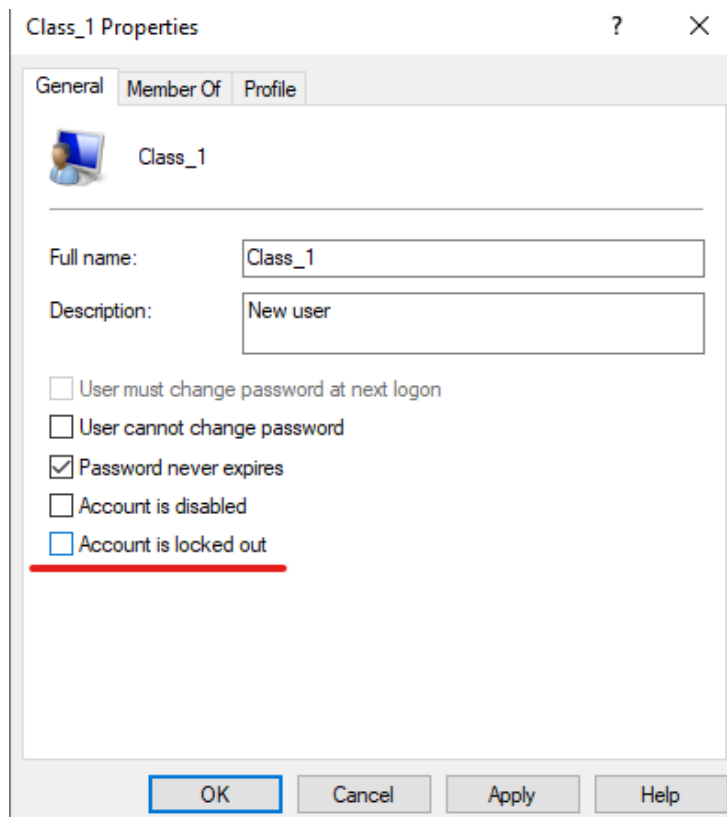 Class_1 Properties ? ×
General Member Of Profile
Class_1
Full name: Class_1
Description: New user
User must change password at next logon
User cannot change password
Password never expires
Account is disabled
Account is locked out
OK Cancel Apply Help